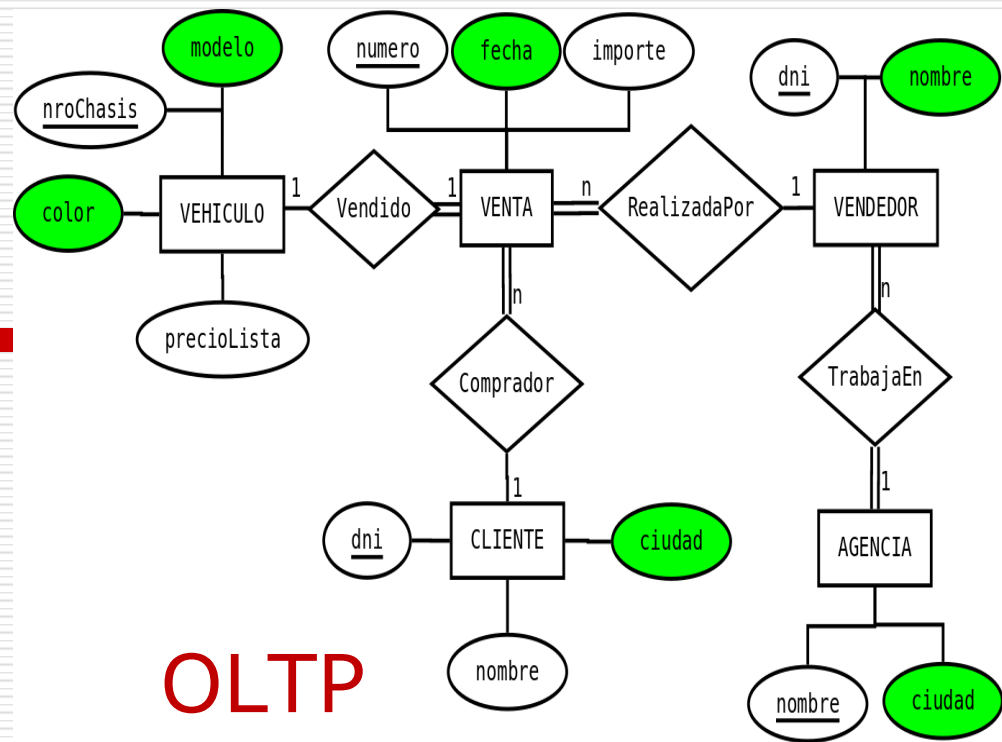 modelo
numero
fecha
importe
dni
nombre
nroChasis
color
VEHICULO
1
Vendido
1
VENTA
n
RealizadaPor
1
VENDEDOR
n
n
precioLista
Comprador
TrabajaEn
1
1
dni
CLIENTE
ciudad
AGENCIA
nombre
OLTP
nombre
ciudad